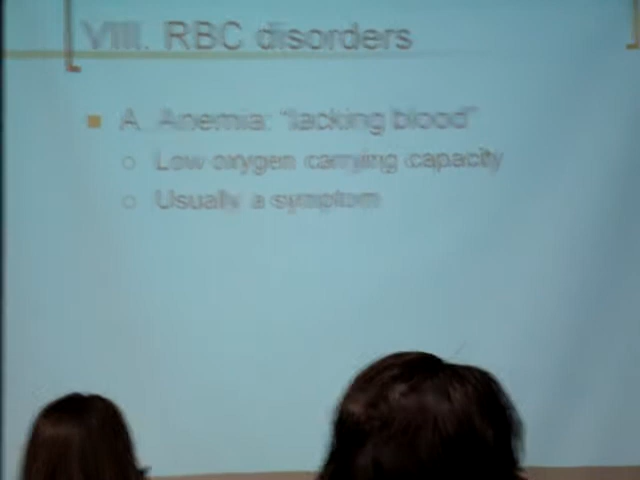 VIII. RBC disorders
A. Anemia: "lacking blood"
Low oxygen carrying capacity
Usually a symptom